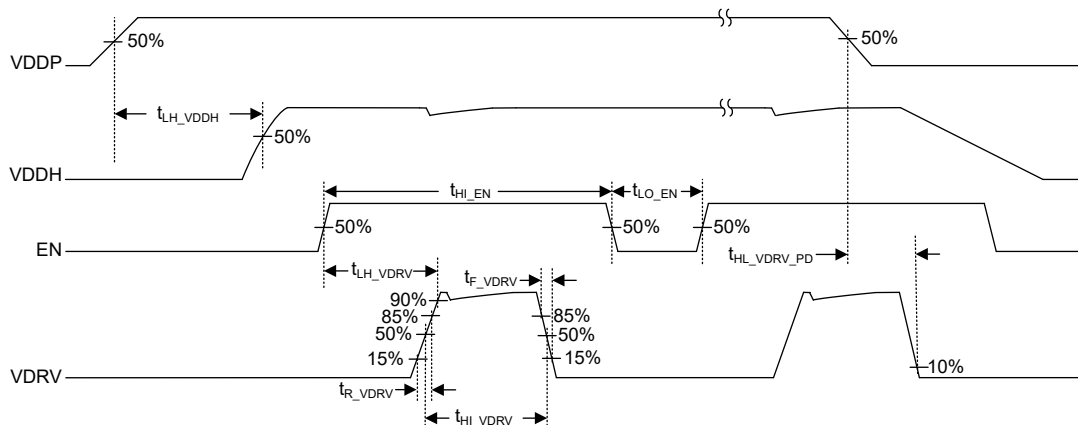 VDDP
50%
50%
tLH_VDDH
50%
VDDH
tHI_EN
tLO_EN
50%
50%
50%
EN
tHL_VDRV_PD
tLH_VDRV
tF_VDRV
90%
85%
85%
50%
50%
15%
15%
10%
VDRV
tR_VDRV
tHI_VDRV